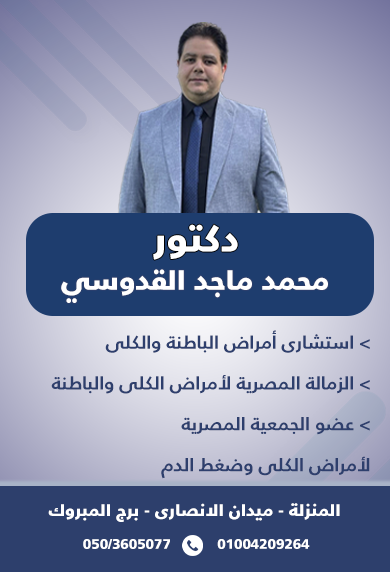 دكتور
محمد ماجد القدوسي
> استشارى أمراض الباطنة والكلى
> الزمالة المصرية لأمراض الكلى والباطنة
> عضو الجمعية المصرية
لأمراض الكلى وضغط الدم
المنزلة - ميدان الانصارى - برج المبروك
050/3605077 01004209264